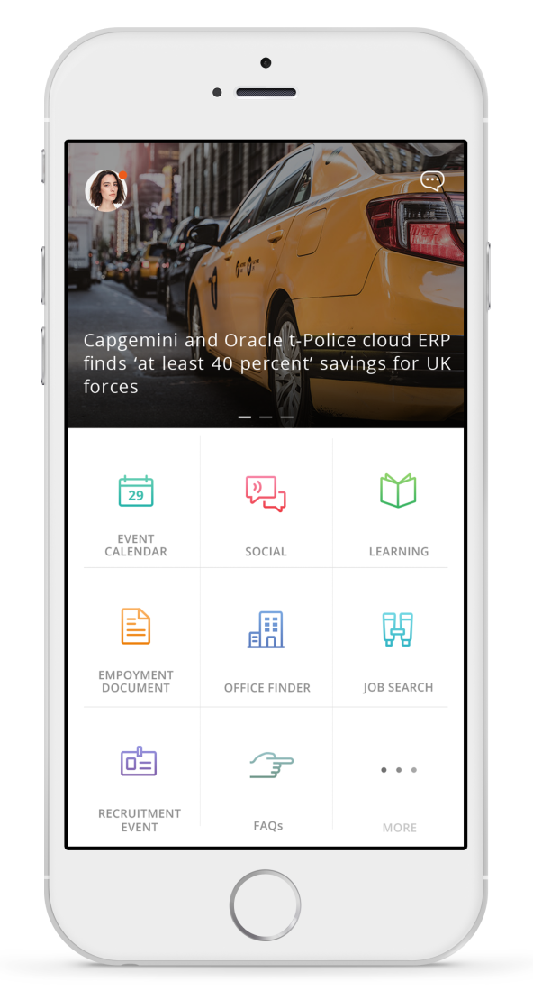 Capgemini and Oracle t-Police cloud ERP
finds ‘at least 40 percent’ savings for UK
forces
29
EVENT
CALENDAR
SOCIAL
LEARNING
EMPOYMENT
DOCUMENT
OFFICE FINDER
JOB SEARCH
RECRUITMENT
EVENT
FAQs
MORE